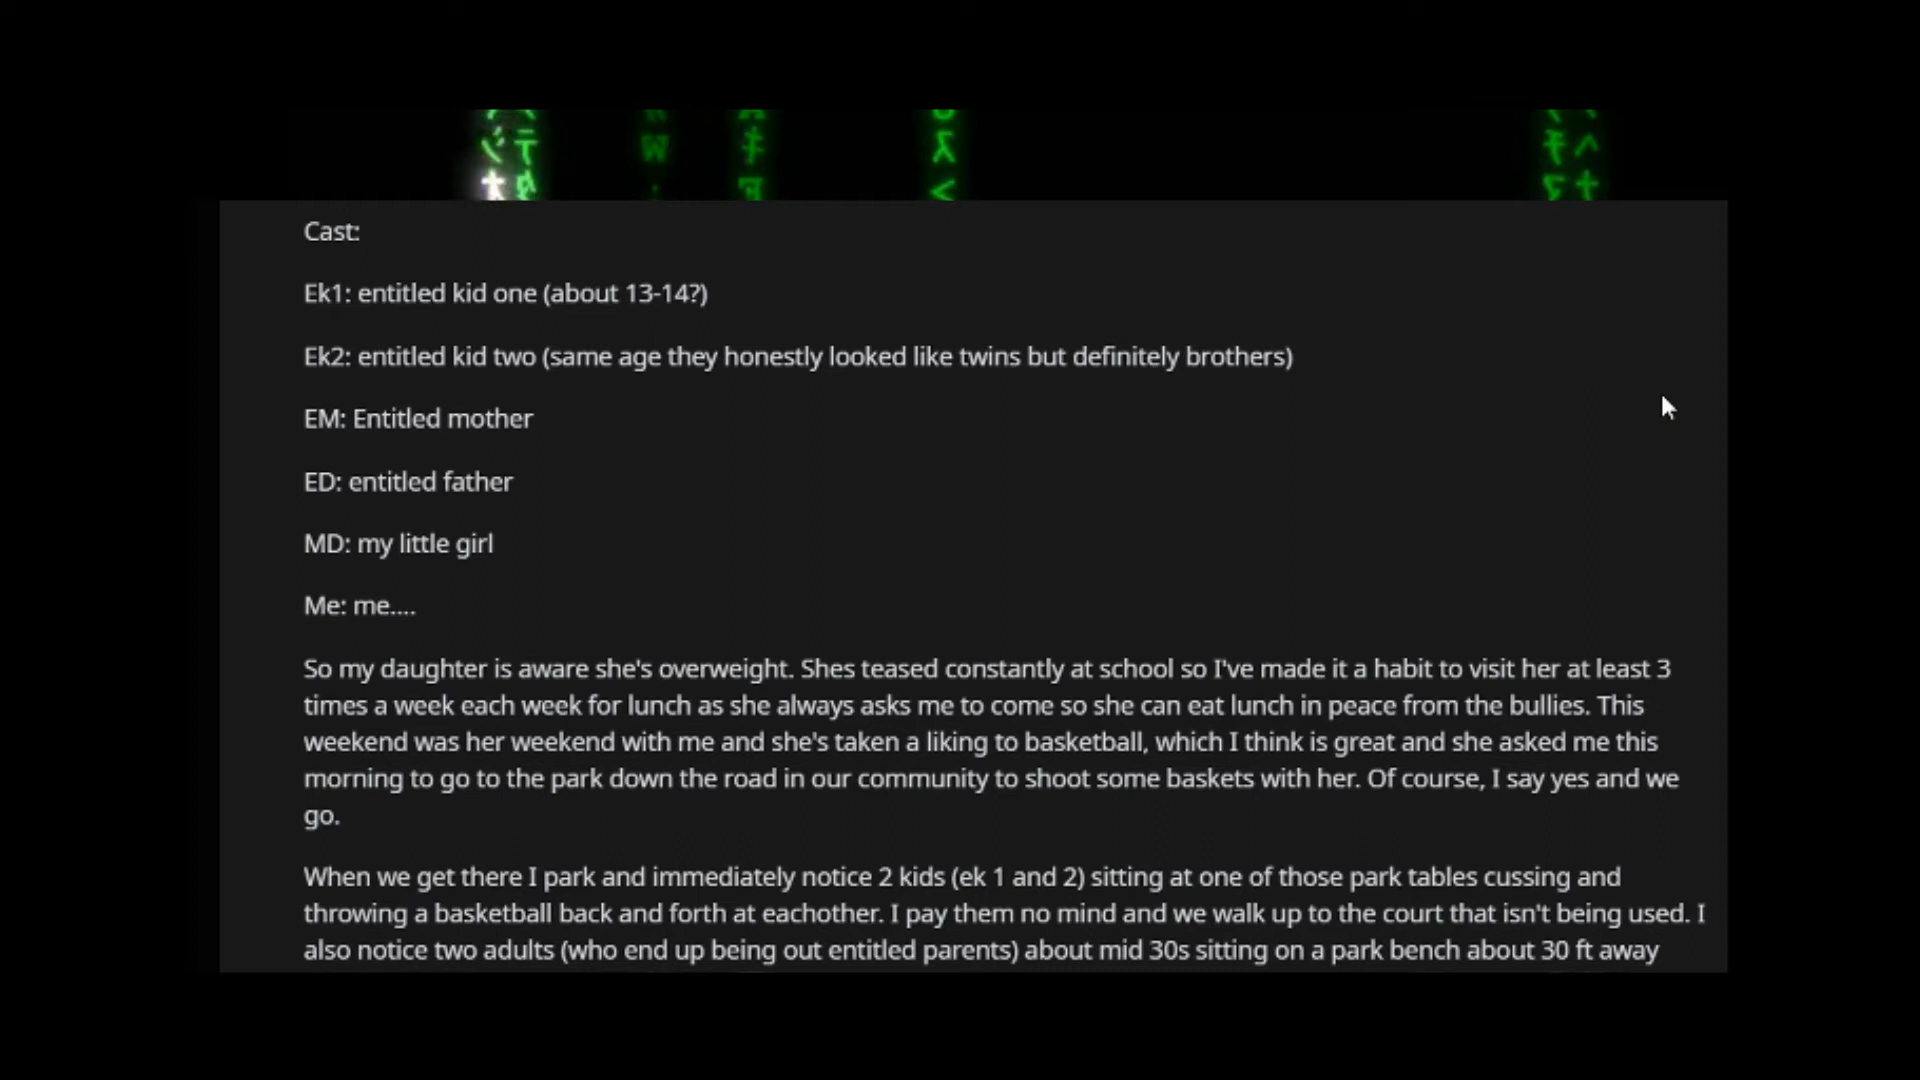 シテ
オタ
W
キ
ス
チヘ
マナ
Cast:
Ek1: entitled kid one (about 13-14?)
Ek2: entitled kid two (same age they honestly looked like twins but definitely brothers)
EM: Entitled mother
ED: entitled father
MD: my little girl
Me: me....
So my daughter is aware she's overweight. Shes teased constantly at school so I've made it a habit to visit her at least 3
times a week each week for lunch as she always asks me to come so she can eat lunch in peace from the bullies. This
weekend was her weekend with me and she's taken a liking to basketball, which I think is great and she asked me this
morning to go to the park down the road in our community to shoot some baskets with her. Of course, I say yes and we
go.
When we get there I park and immediately notice 2 kids (ek 1 and 2) sitting at one of those park tables cussing and
throwing a basketball back and forth at eachother. I pay them no mind and we walk up to the court that isn't being used. I
also notice two adults (who end up being out entitled parents) about mid 30s sitting on a park bench about 30 ft away